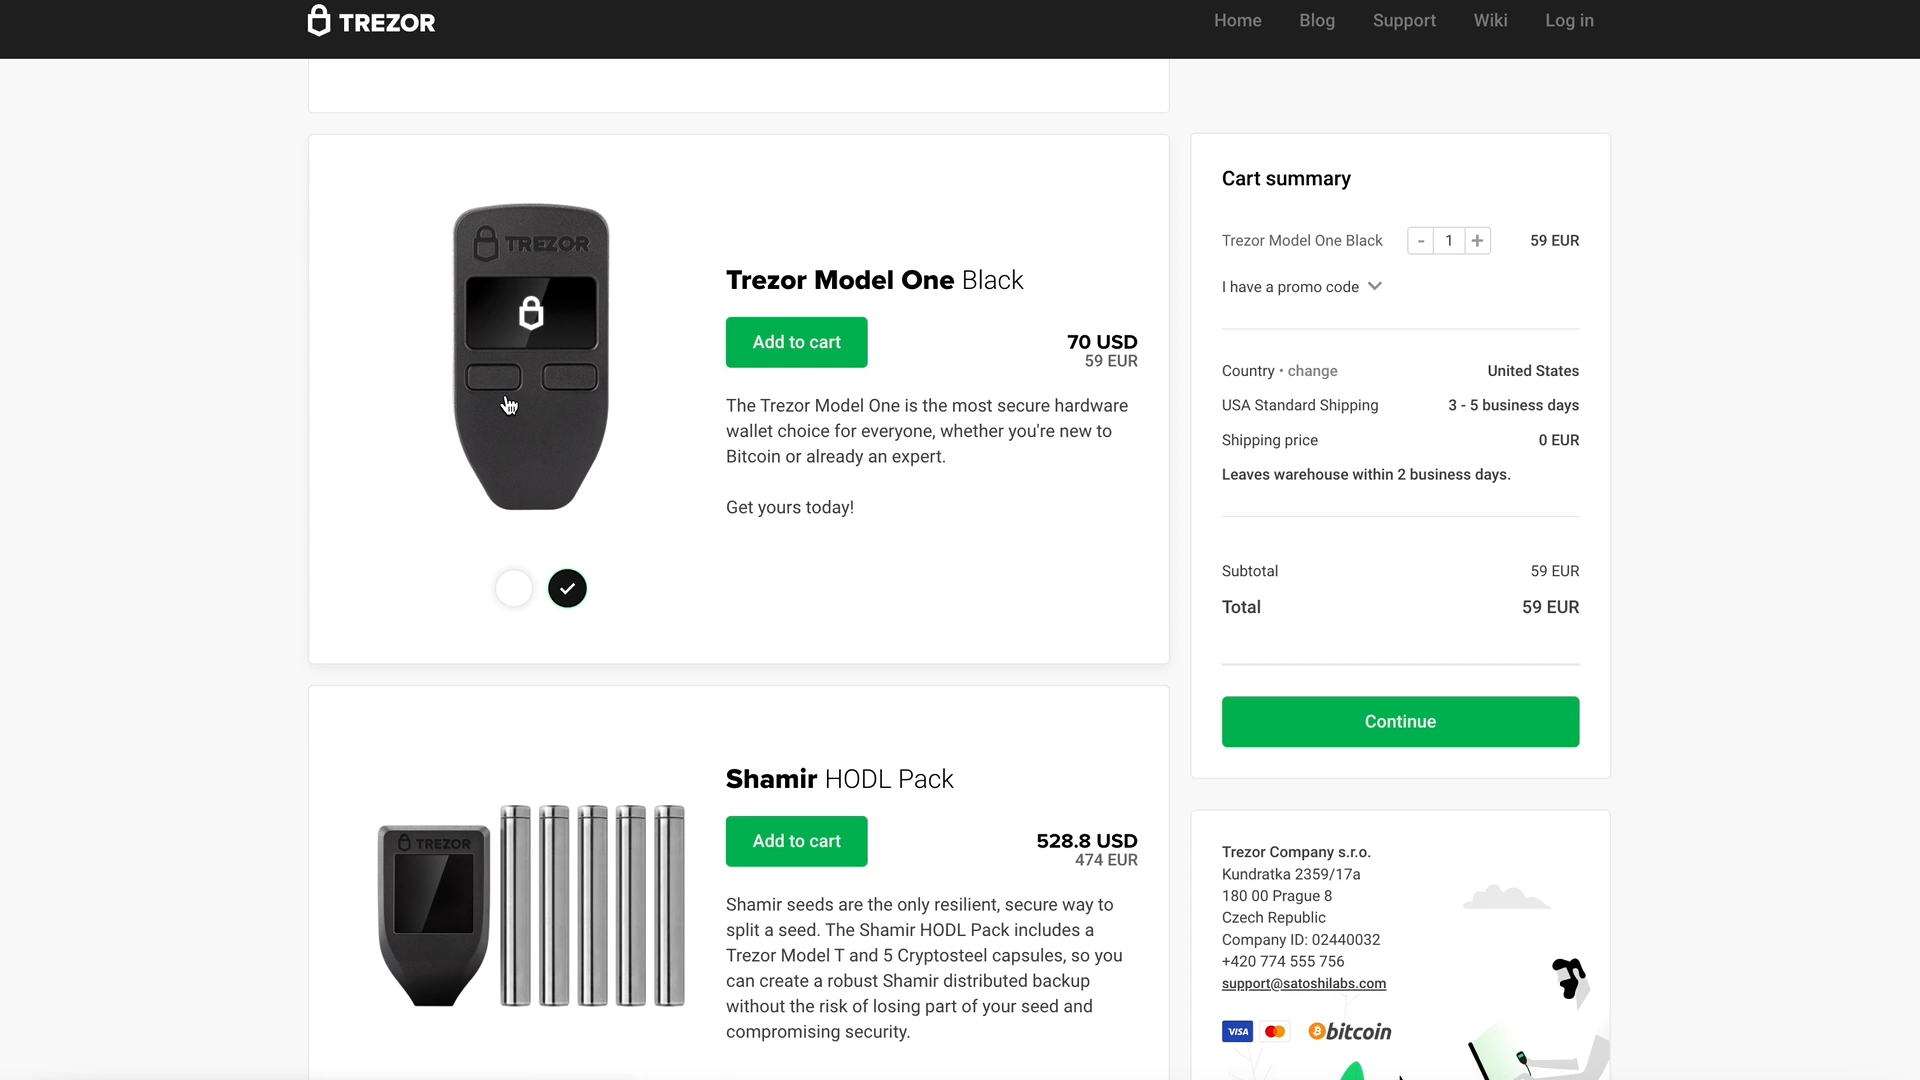 TREZOR
Home
Blog
Support
Wiki
Log in
TREZOR
Trezor Model One Black
Add to cart
70 USD
59 EUR
The Trezor Model One is the most secure hardware
wallet choice for everyone, whether you're new to
Bitcoin or already an expert.
Get yours today!
Cart summary
Trezor Model One Black
- 1 +
59 EUR
I have a promo code
Country • change
United States
USA Standard Shipping
3 - 5 business days
Shipping price
0 EUR
Leaves warehouse within 2 business days.
Subtotal
59 EUR
Total
59 EUR
Continue
TREZOR
Shamir HODL Pack
Add to cart
528.8 USD
474 EUR
Shamir seeds are the only resilient, secure way to
split a seed. The Shamir HODL Pack includes a
Trezor Model T and 5 Cryptosteel capsules, so you
can create a robust Shamir distributed backup
without the risk of losing part of your seed and
compromising security.
Trezor Company s.r.o.
Kundratka 2359/17a
180 00 Prague 8
Czech Republic
Company ID: 02440032
+420 774 555 756
support@satoshilabs.com
VISA
bitcoin